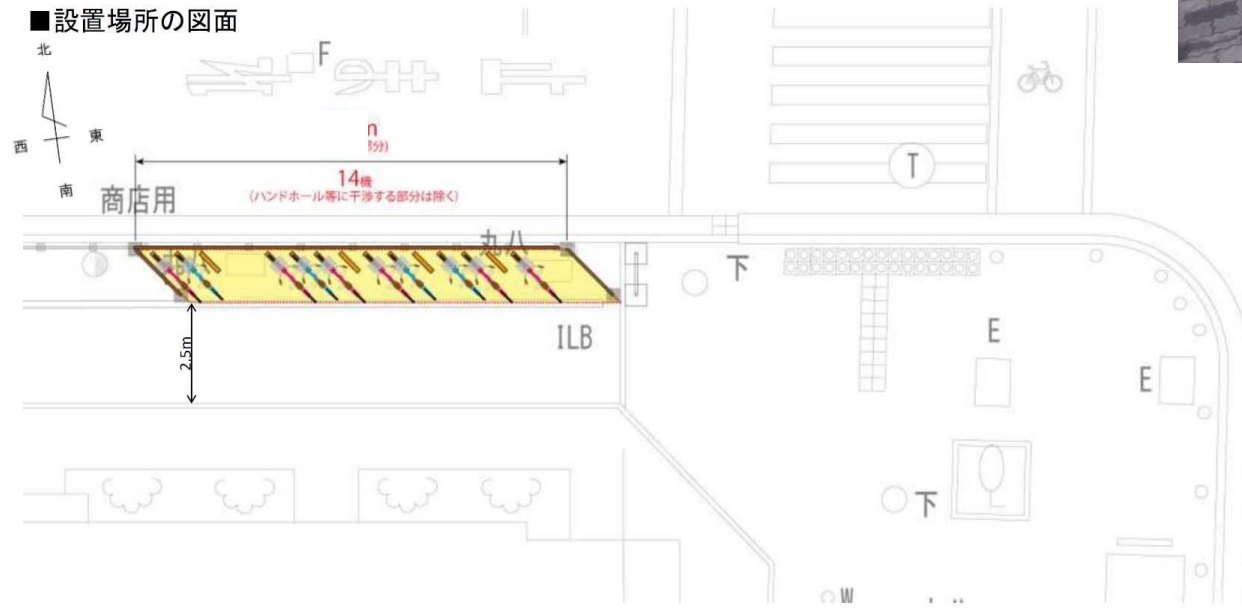 ■設置場所の図面
北
西
東
南
F
14機
(ハンドホール等に干渉する部分は除く)
商店用
丸八
下
T
ILB
2.5m
E
E
下
W